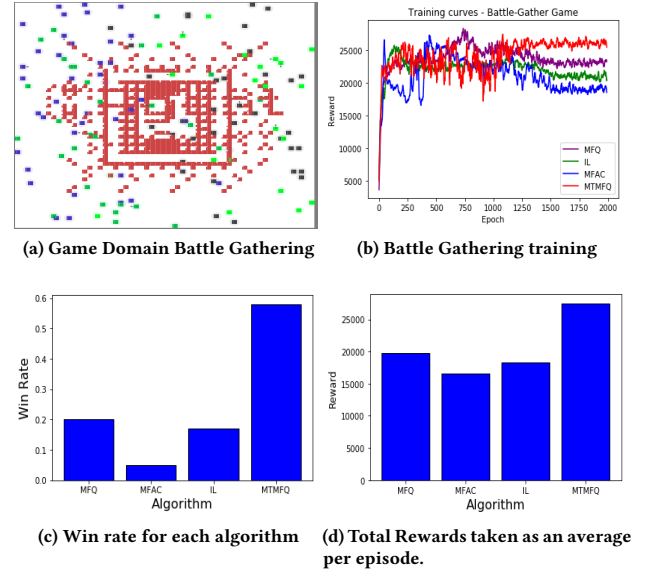 Training curves - Battle-Gather Game
25000
20000
15000
10000
5000
Reward
MFQ
IL
MFAC
MTMFQ
0 250 500 750 1000 1250 1500 1750 2000
Epoch
(a) Game Domain Battle Gathering
(b) Battle Gathering training
0.6
0.5
0.4
0.3
0.2
0.1
0.0
Win Rate
MFQ MFAC IL MTMFQ
Algorithm
25000
20000
15000
10000
5000
0
Reward
MFQ MFAC IL MTMFQ
Algorithm
(c) Win rate for each algorithm
(d) Total Rewards taken as an average
per episode.